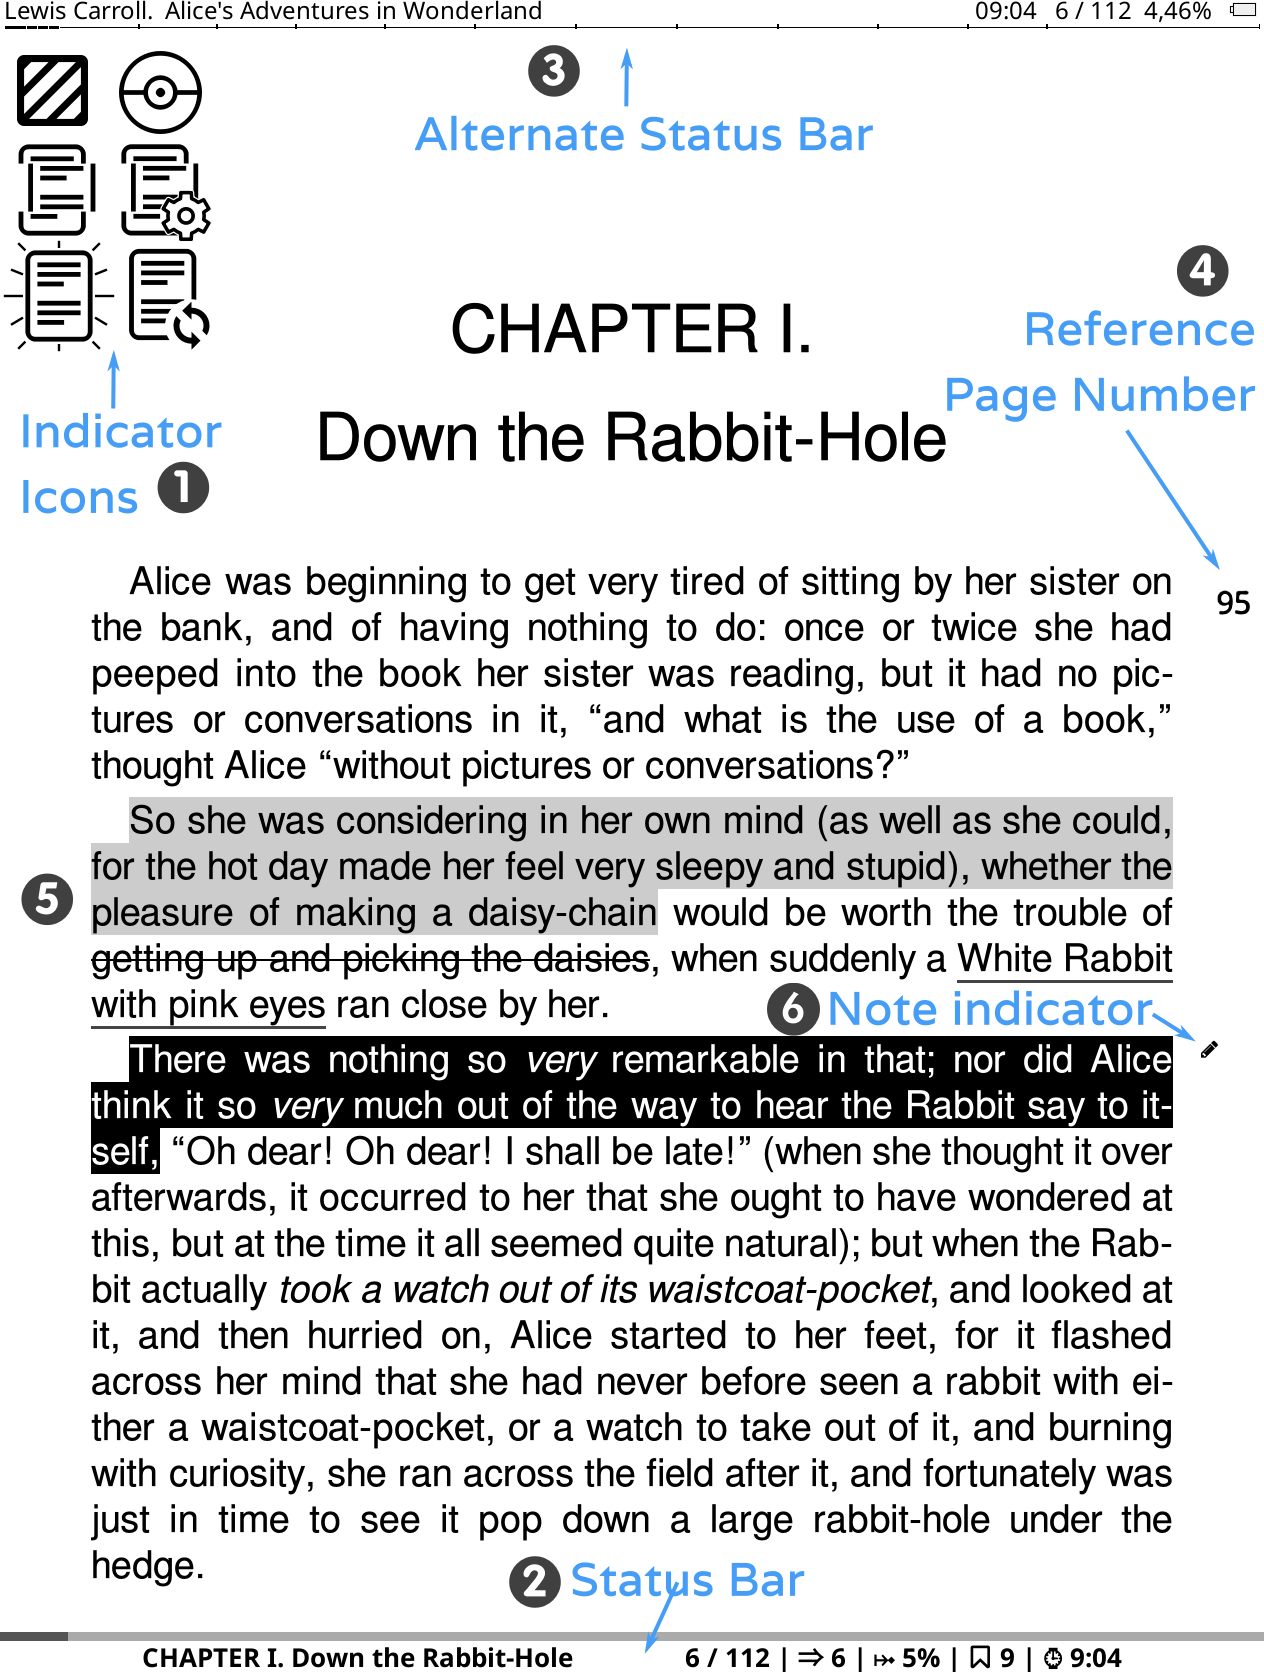 Lewis Carroll.  Alice's Adventures in Wonderland 09:04 6 / 112 4,46%
3
Alternate Status Bar
4
Reference
Page Number
CHAPTER I.
Indicator
Icons 1
Down the Rabbit-Hole
Alice was beginning to get very tired of sitting by her sister on
95
the bank, and of having nothing to do: once or twice she had
peeped into the book her sister was reading, but it had no pic-
tures or conversations in it, “and what is the use of a book,”
thought Alice “without pictures or conversations?”
So she was considering in her own mind (as well as she could,
for the hot day made her feel very sleepy and stupid), whether the
5
pleasure of making a daisy-chain would be worth the trouble of
getting up and picking the daisies, when suddenly a White Rabbit
with pink eyes ran close by her.
6 Note indicator
There was nothing so very remarkable in that; nor did Alice
think it so very much out of the way to hear the Rabbit say to it-
self, “Oh dear! Oh dear! I shall be late!” (when she thought it over
afterwards, it occurred to her that she ought to have wondered at
this, but at the time it all seemed quite natural); but when the Rab-
bit actually took a watch out of its waistcoat-pocket, and looked at
it, and then hurried on, Alice started to her feet, for it flashed
across her mind that she had never before seen a rabbit with ei-
ther a waistcoat-pocket, or a watch to take out of it, and burning
with curiosity, she ran across the field after it, and fortunately was
just in time to see it pop down a large rabbit-hole under the
hedge.
2 Status Bar
CHAPTER I. Down the Rabbit-Hole 6 / 112 | ⇒ 6 | ⤠ 5% | 9 | 9:04